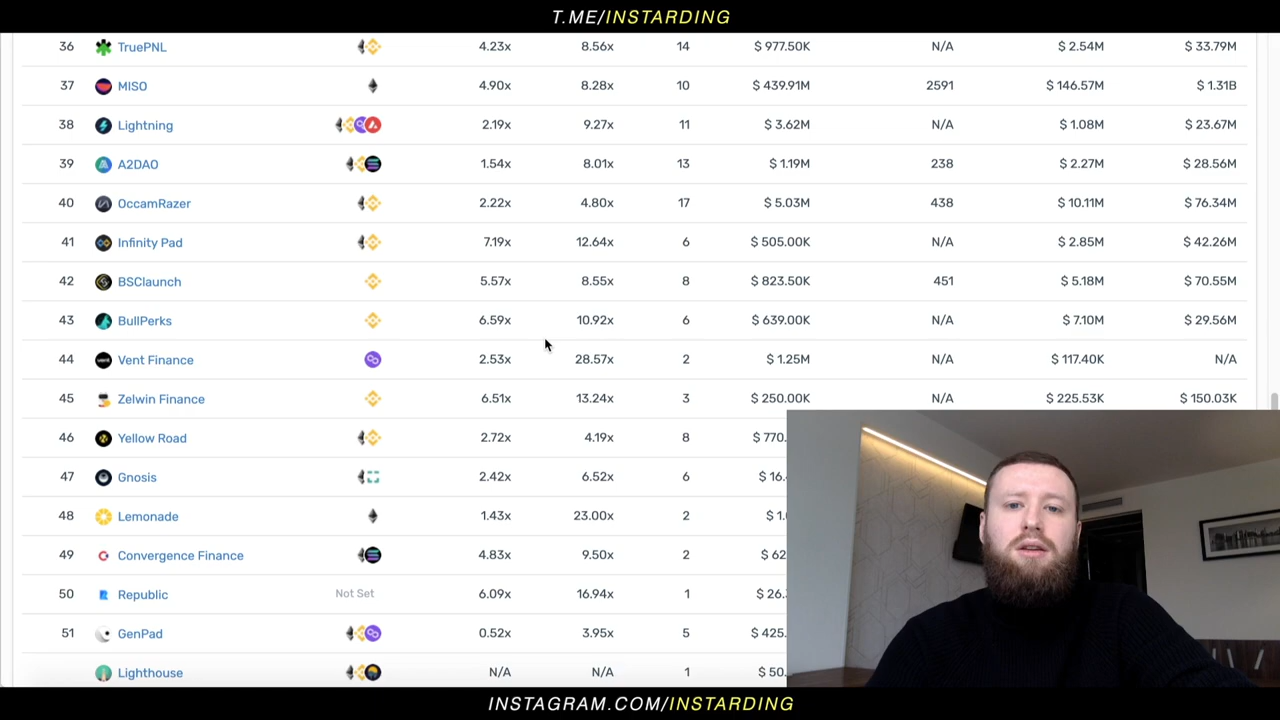 T.ME/INSTARDING
36 TruePNL 4.23x 8.56x 14 $ 977.50K N/A $ 2.54M $ 33.79M
37 MISO 4.90x 8.28x 10 $ 439.91M 2591 $ 146.57M $ 1.31B
38 Lightning 2.19x 9.27x 11 $ 3.62M N/A $ 1.08M $ 23.67M
39 A2DAO 1.54x 8.01x 13 $ 1.19M 238 $ 2.27M $ 28.56M
40 OccamRazer 2.22x 4.80x 17 $ 5.03M 438 $ 10.11M $ 76.34M
41 Infinity Pad 7.19x 12.64x 6 $ 505.00K N/A $ 2.85M $ 42.26M
42 BSClaunch 5.57x 8.55x 8 $ 823.50K 451 $ 5.18M $ 70.55M
43 BullPerks 6.59x 10.92x 6 $ 639.00K N/A $ 7.10M $ 29.56M
44 Vent Finance 2.53x 28.57x 2 $ 1.25M N/A $ 117.40K N/A
45 Zelwin Finance 6.51x 13.24x 3 $ 250.00K N/A $ 225.53K $ 150.03K
46 Yellow Road 2.72x 4.19x 8 $ 770.
47 Gnosis 2.42x 6.52x 6 $ 16.
48 Lemonade 1.43x 23.00x 2 $ 1.
49 Convergence Finance 4.83x 9.50x 2 $ 62
50 Republic Not Set 6.09x 16.94x 1 $ 26.
51 GenPad 0.52x 3.95x 5 $ 425.
Lighthouse N/A N/A 1 $ 50.
INSTAGRAM.COM/INSTARDING